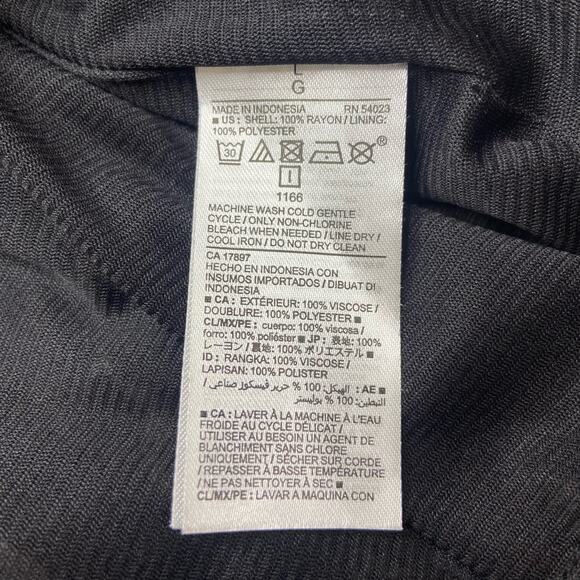 L
G
MADE IN INDONESIA RN 54023
■ US : SHELL: 100% RAYON / LINING:
100% POLYESTER
30
®
I
1166
MACHINE WASH COLD GENTLE
CYCLE / ONLY NON-CHLORINE
BLEACH WHEN NEEDED / LINE DRY /
COOL IRON / DO NOT DRY CLEAN
CA 17897
HECHO EN INDONESIA CON
INSUMOS IMPORTADOS / DIBUAT DI
INDONESIA
■ CA : EXTÉRIEUR: 100% VISCOSE /
DOUBLURE: 100% POLYESTER ■
CL/MX/PE : cuerpo: 100% viscosa /
forro: 100% poliéster ■ JP : 表地: 100%
レーヨン / 裏地: 100% ポリエステル ■
ID : RANGKA: 100% VISCOSE /
LAPISAN: 100% POLISTER
■ AE : الهيكل: 100 % حرير فيسكوز صناعي /
التبطين: 100 % بوليستر
■ CA : LAVER À LA MACHINE À L'EAU
FROIDE AU CYCLE DÉLICAT /
UTILISER AU BESOIN UN AGENT DE
BLANCHIMENT SANS CHLORE
UNIQUEMENT / SÉCHER SUR CORDE
/ REPASSER À BASSE TEMPÉRATURE
/ NE PAS NETTOYER À SEC ■
CL/MX/PE : LAVAR A MAQUINA CON